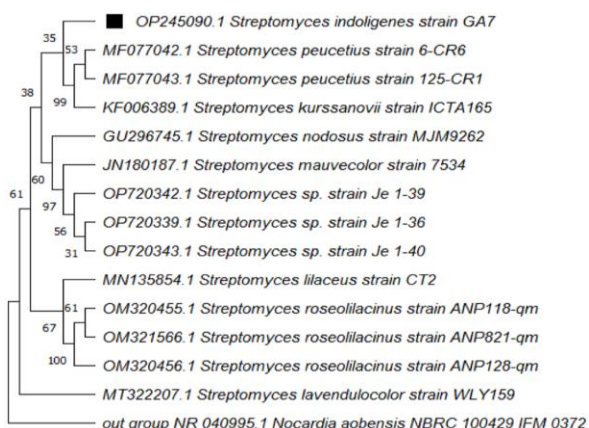 OP245090.1 Streptomyces indoligenes strain GA7
35
53
MF077042.1 Streptomyces peucetius strain 6-CR6
MF077043.1 Streptomyces peucetius strain 125-CR1
38
99
KF006389.1 Streptomyces kurssanovii strain ICTA165
GU296745.1 Streptomyces nodosus strain MJM9262
JN180187.1 Streptomyces mauvecolor strain 7534
60
61
OP720342.1 Streptomyces sp. strain Je 1-39
97
OP720339.1 Streptomyces sp. strain Je 1-36
56
31
OP720343.1 Streptomyces sp. strain Je 1-40
MN135854.1 Streptomyces lilaceus strain CT2
61
OM320455.1 Streptomyces roseolilacinus strain ANP118-qm
67
OM321566.1 Streptomyces roseolilacinus strain ANP821-qm
100
OM320456.1 Streptomyces roseolilacinus strain ANP128-qm
MT322207.1 Streptomyces lavendulocolor strain WLY159
out group NR 040995.1 Nocardia aobensis NBRC 100429 IFM 0372